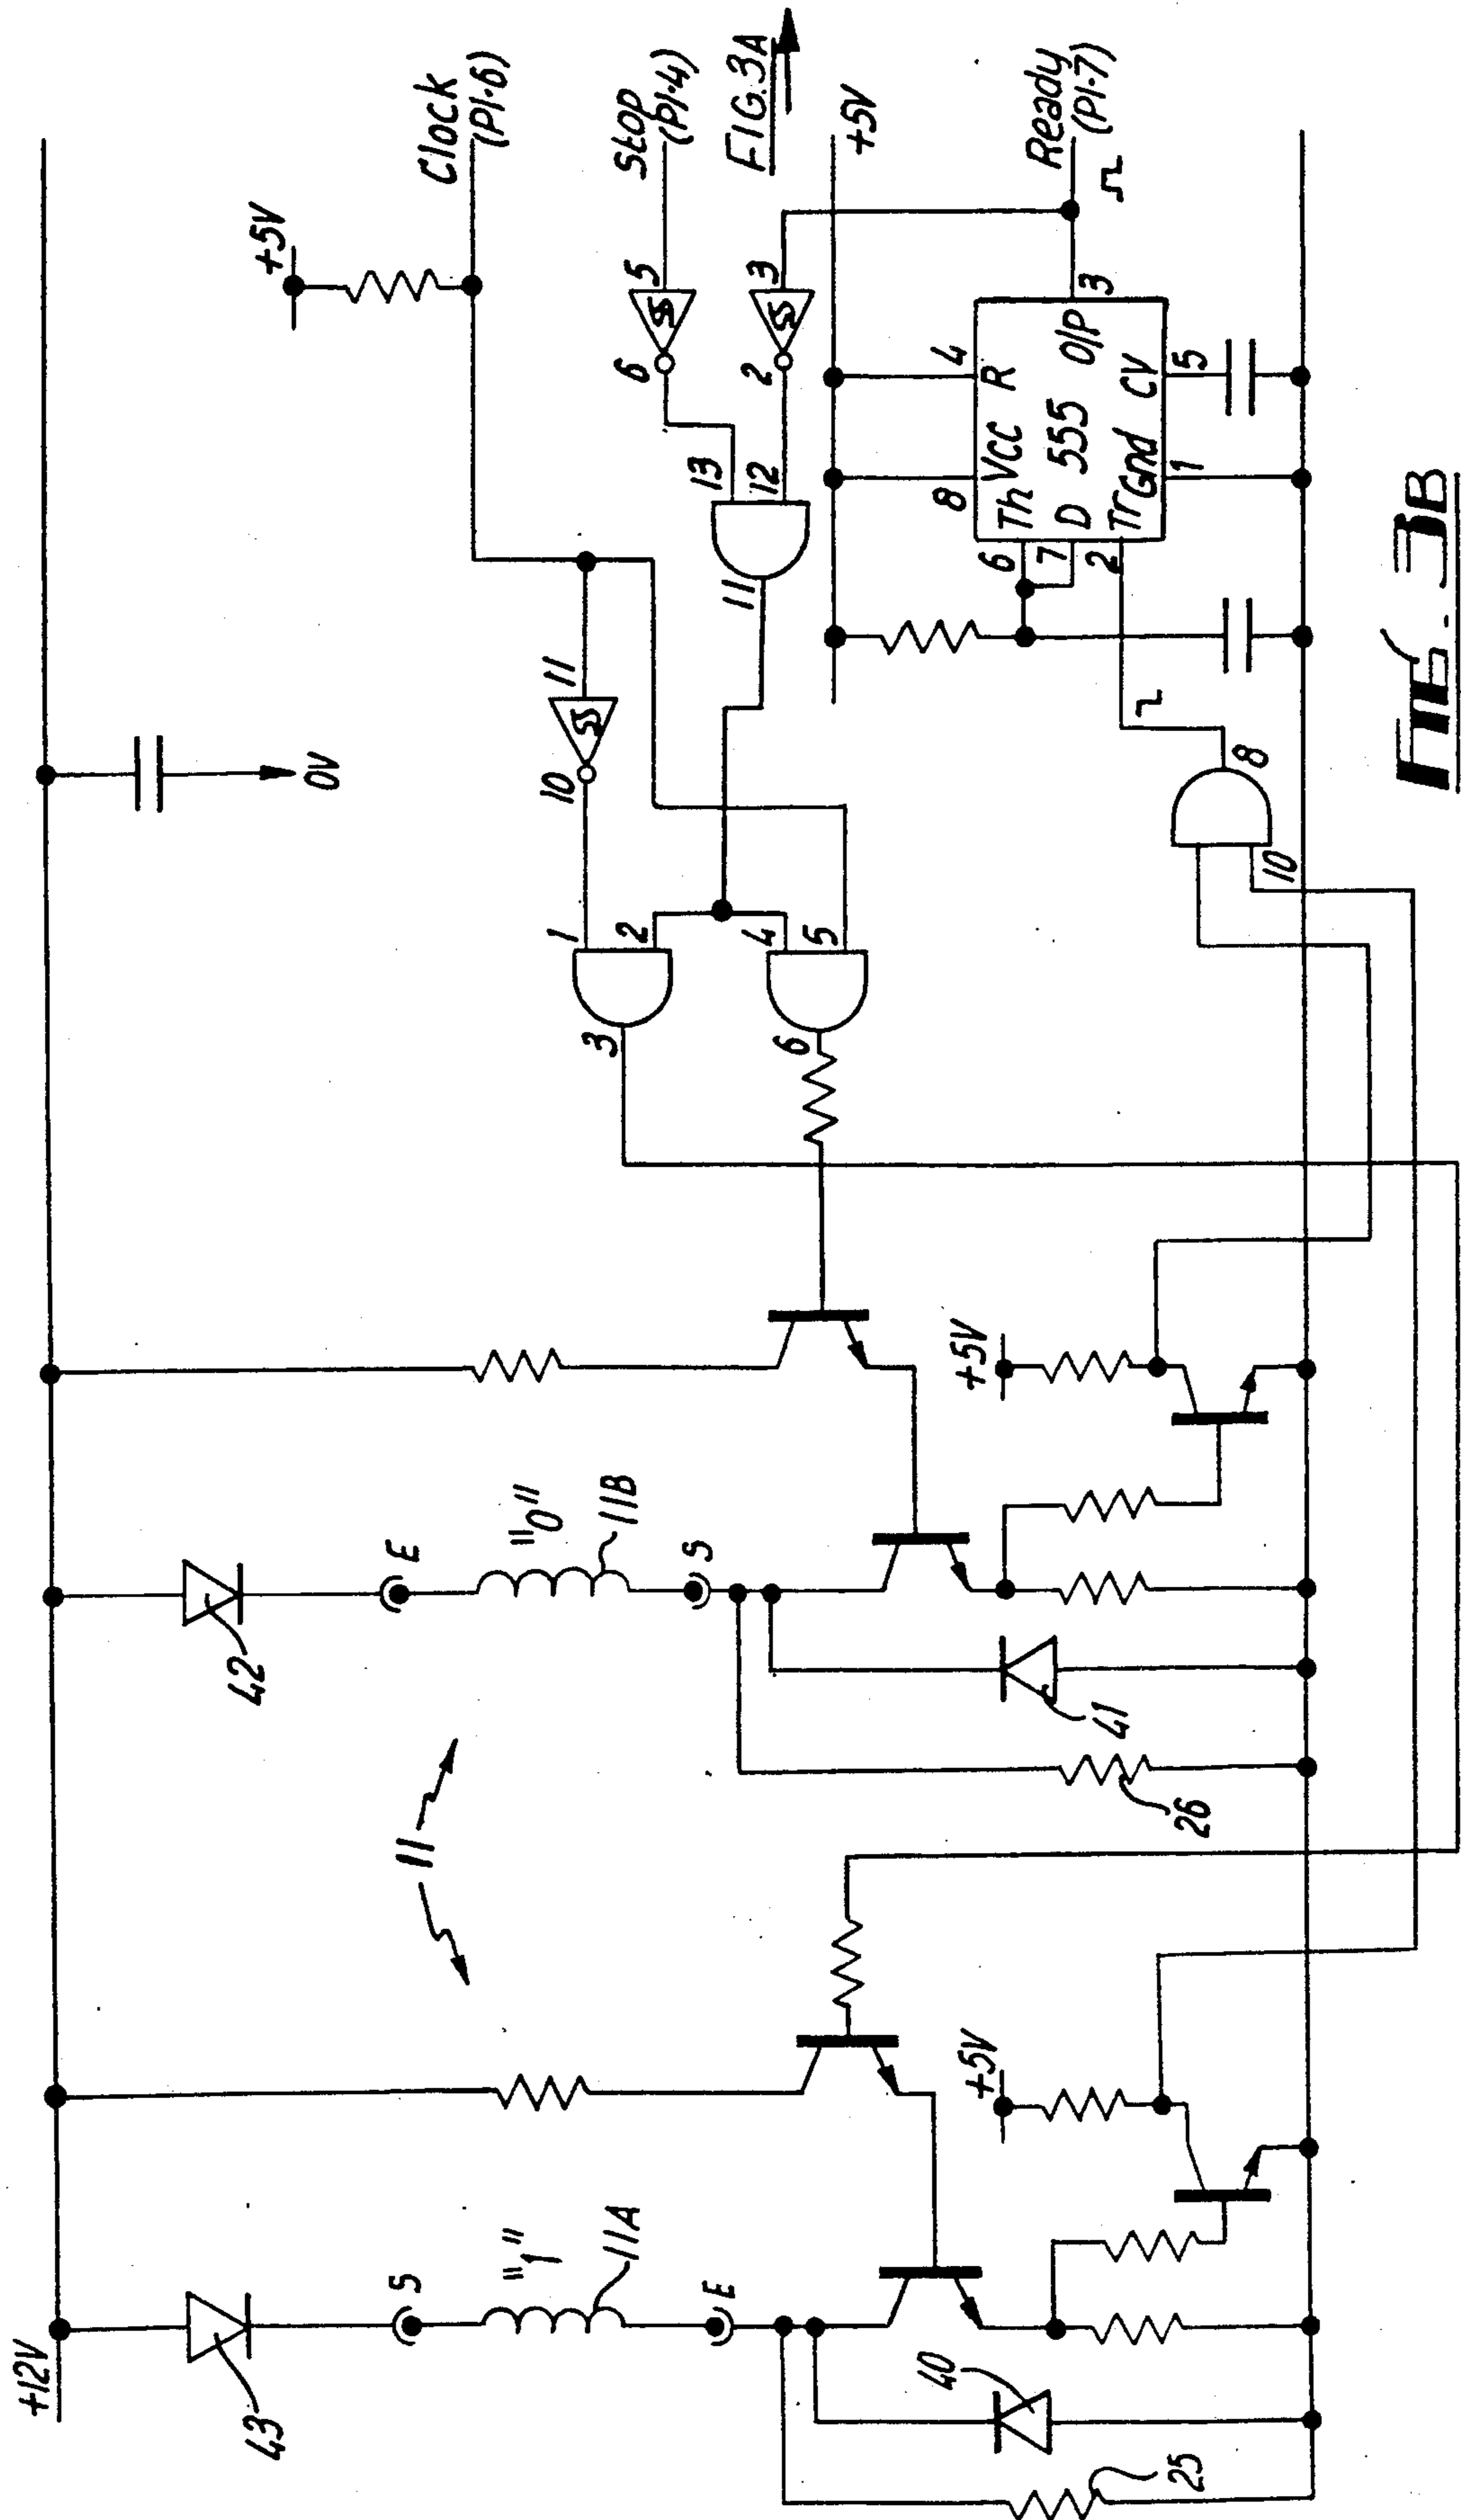 +12V
43
5
"1"
11A
E
40
25
+5V
11
42
E
"0"
11B
5
41
26
+5V
0V
3
1
2
6
4
5
10
11
11
13
12
6
5
2
3
+5V
Clock
(P1·6)
Stop
(P1·4)
FIG. 3A
+5V
Ready
(P1·7)
8
4
Th
VCC
R
6
D
555
O/P
3
7
2
Tr
Gnd
CV
1
5
8
10
FIG. 3B